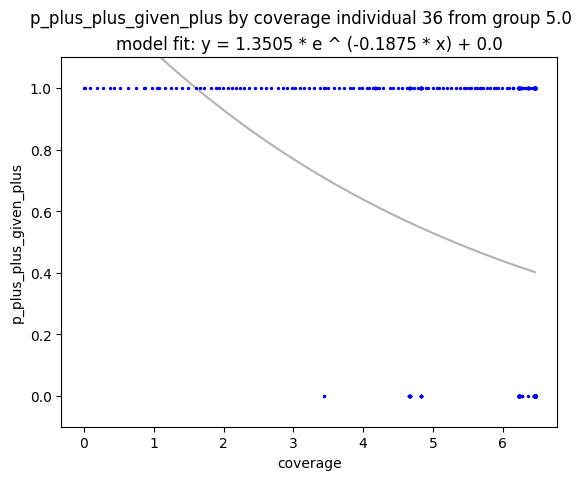 p_plus_plus_given_plus by coverage individual 36 from group 5.0
model fit: y = 1.3505 * e ^ (-0.1875 * x) + 0.0
1.0
0.8
0.6
0.4
0.2
0.0
p_plus_plus_given_plus
0 1 2 3 4 5 6
coverage